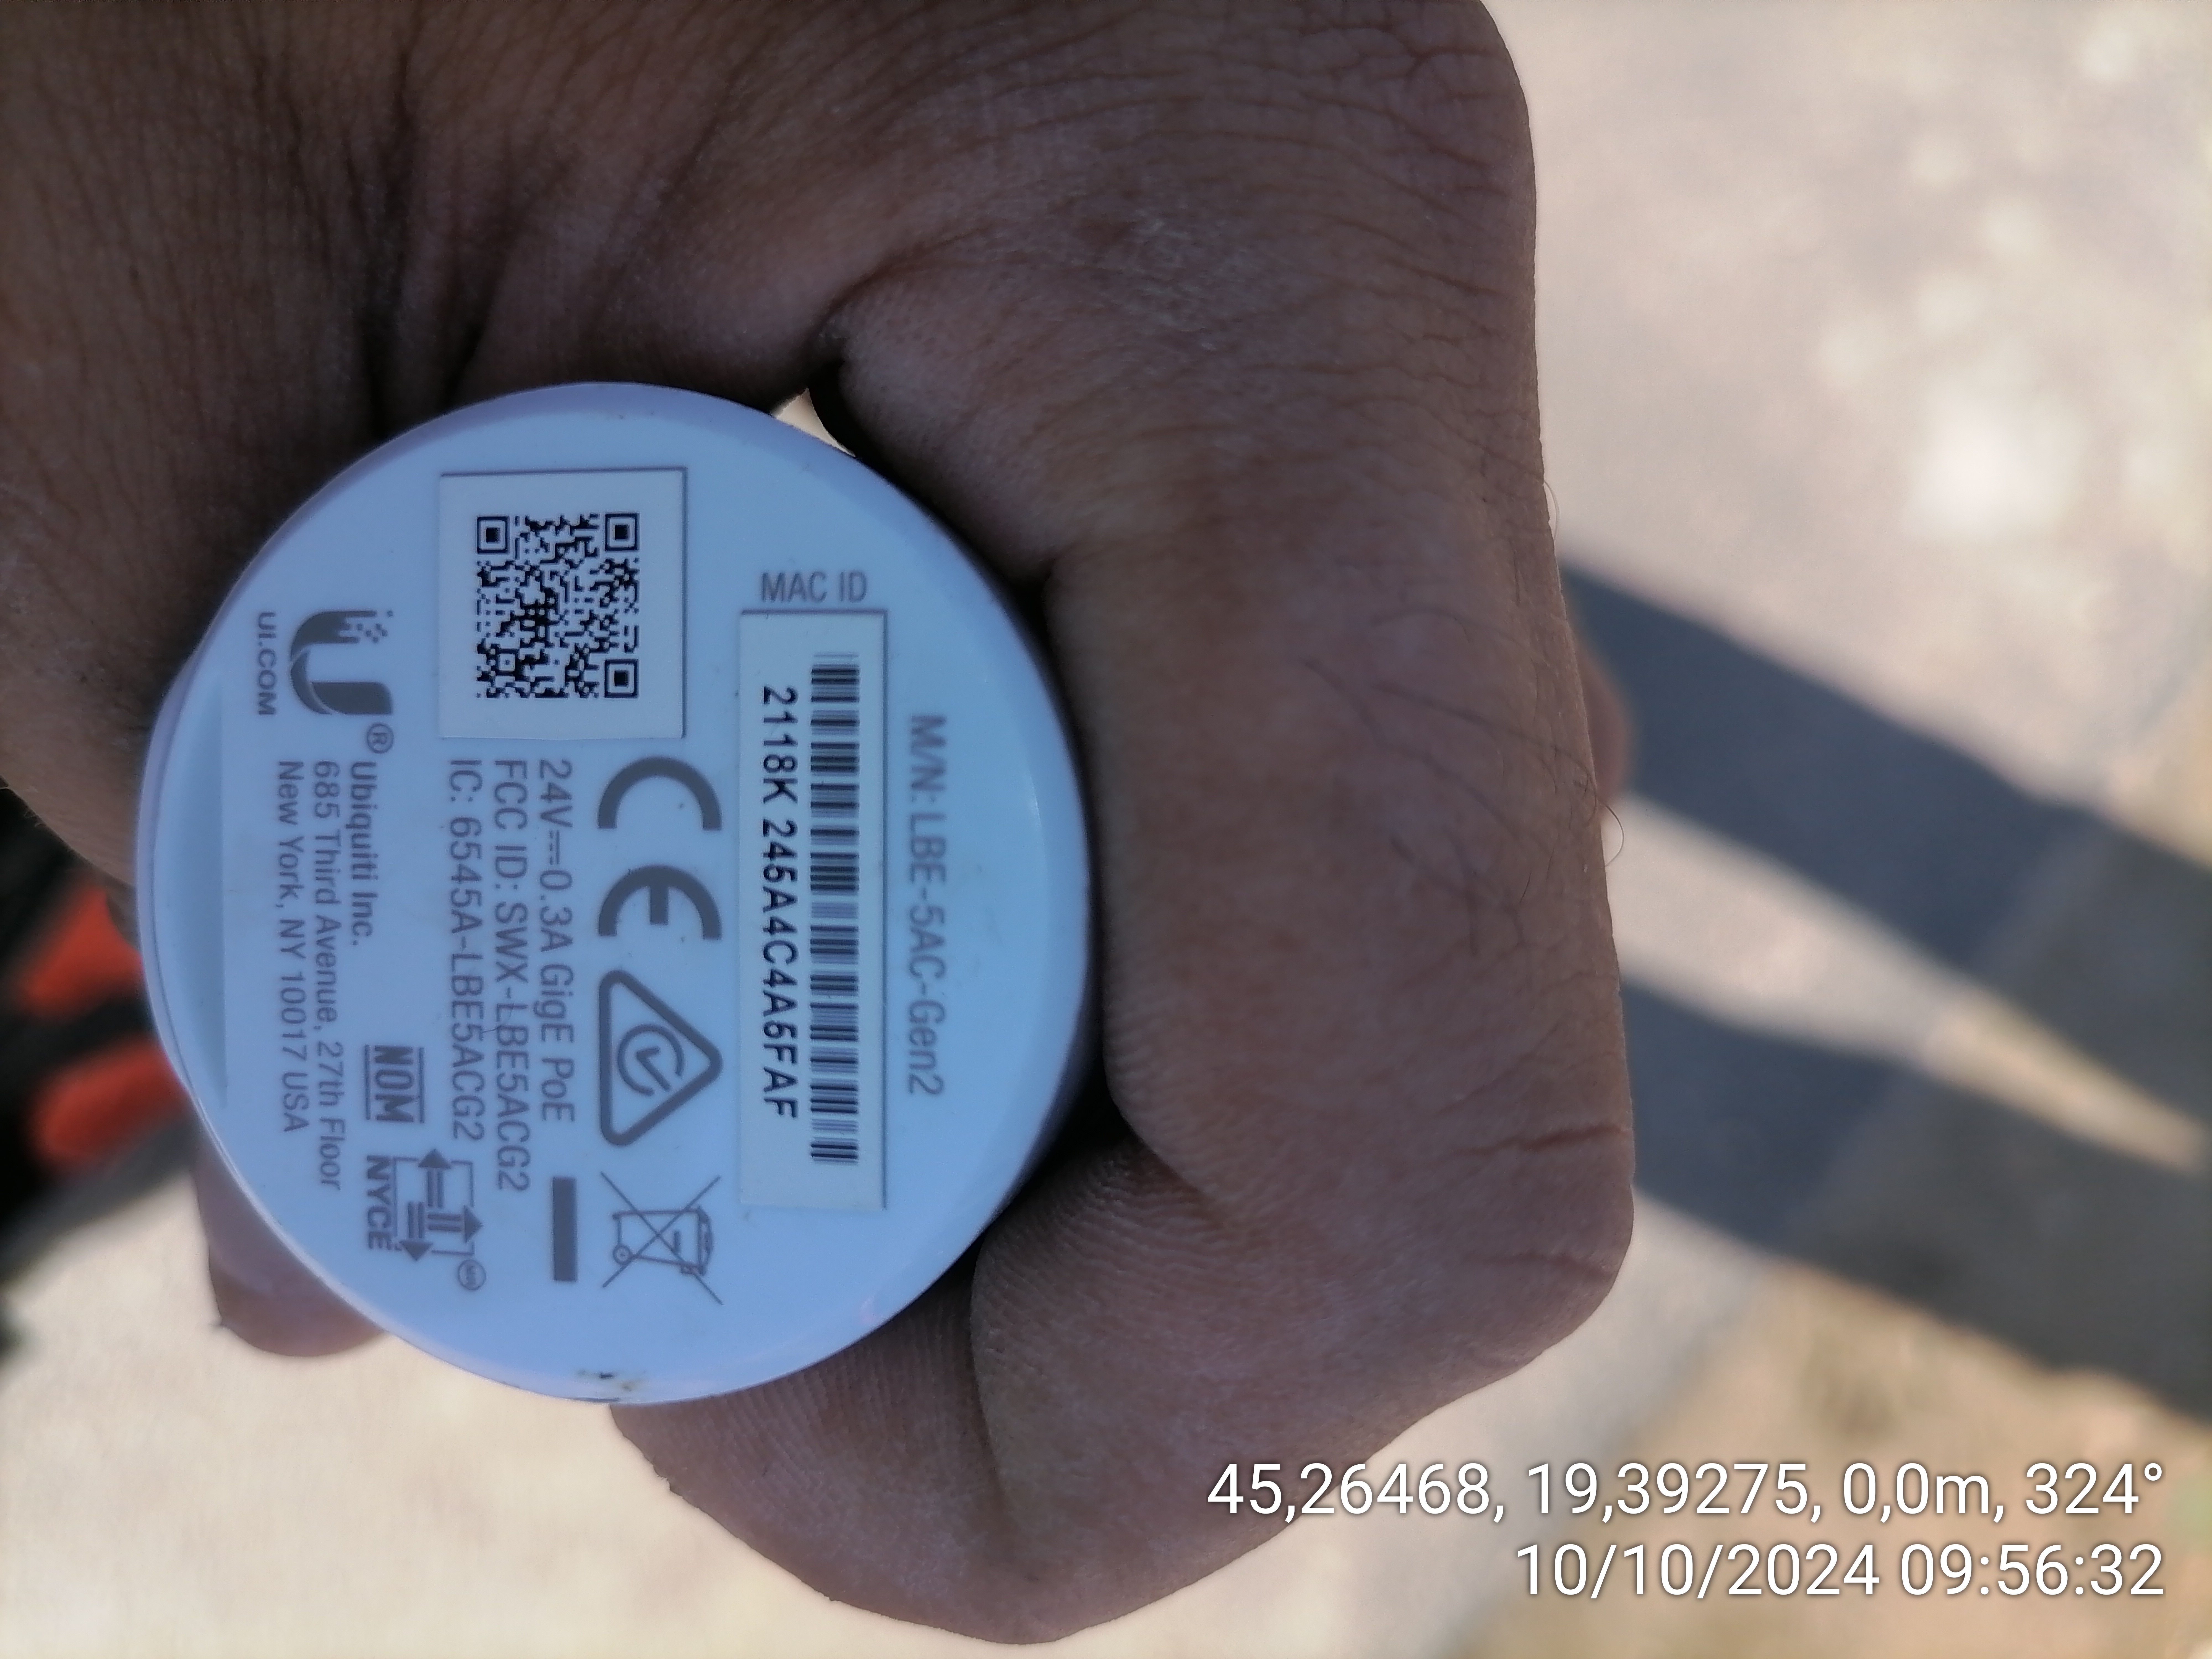 M/N: LBE-5AC-Gen2
MAC ID
2118K 245A4C4A5FAF
24V⎓0.3A GigE PoE
FCC ID: SWX-LBE5ACG2
IC: 6545A-LBE5ACG2
UI.COM
®
Ubiquiti Inc.
685 Third Avenue, 27th Floor
New York, NY 10017 USA
NOM
NYCE
45,26468, 19,39275, 0,0m, 324°
10/10/2024 09:56:32